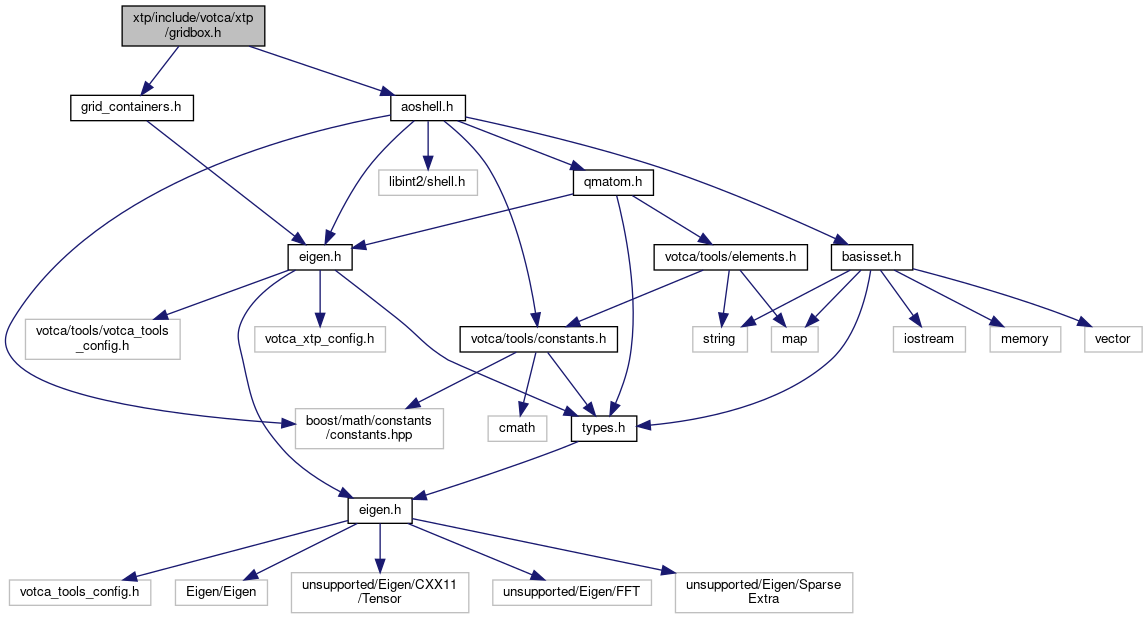 xtp/include/votca/xtp
/gridbox.h
grid_containers.h
aoshell.h
libint2/shell.h
qmatom.h
eigen.h
votca/tools/elements.h
basisset.h
votca/tools/votca_tools
_config.h
votca_xtp_config.h
votca/tools/constants.h
string
map
iostream
memory
vector
boost/math/constants
/constants.hpp
cmath
types.h
eigen.h
votca_tools_config.h
Eigen/Eigen
unsupported/Eigen/CXX11
/Tensor
unsupported/Eigen/FFT
unsupported/Eigen/Sparse
Extra